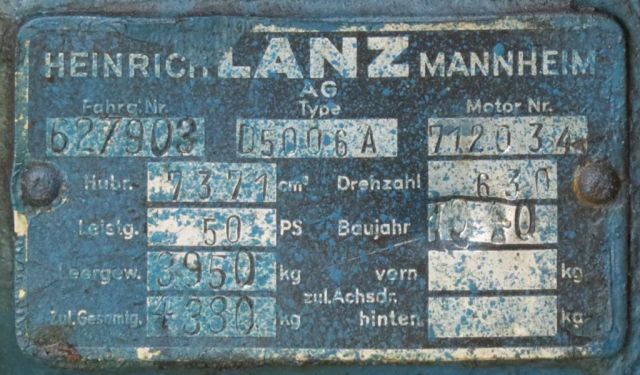 HEINRICH LANZ MANNHEIM
AG
Fahrg. Nr. Type Motor Nr.
627903 D5006A 712034
Hubr. 7371 cm³ Drehzahl 630
Leistg. 50 PS Baujahr
Leergew. 3950 kg vorn kg
zul. Achsdr.
Zul. Gesamtg. 4380 kg hinten kg